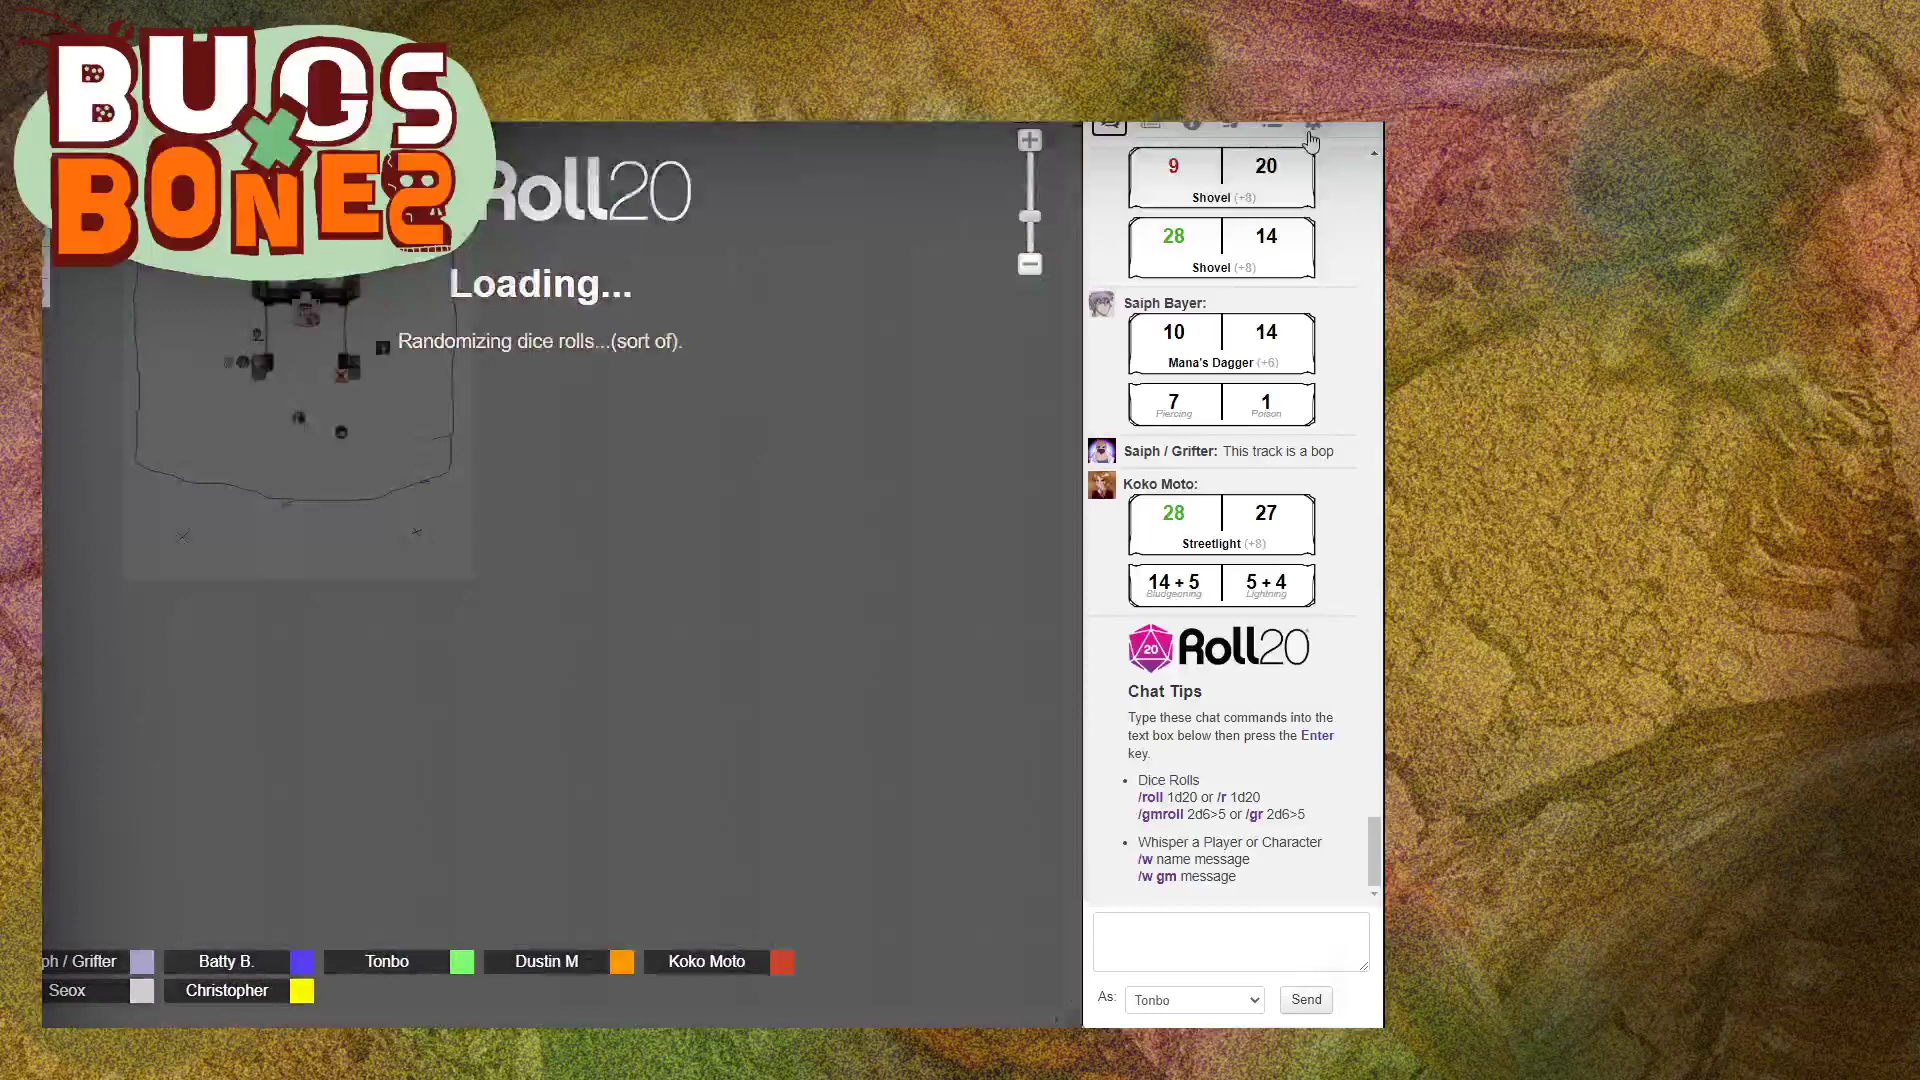 BUGS
X
BONES
Roll20
Loading...
Randomizing dice rolls...(sort of).
9 20
Shovel (+8)
28 14
Shovel (+8)
Saiph Bayer:
10 14
Mana's Dagger (+6)
7 1
Piercing Poison
Saiph / Grifter: This track is a bop
Koko Moto:
28 27
Streetlight (+8)
14 + 5 5 + 4
Bludgeoning Lightning
20 Roll20
Chat Tips
Type these chat commands into the
text box below then press the Enter
key.
• Dice Rolls
/roll 1d20 or /r 1d20
/gmroll 2d6>5 or /gr 2d6>5
• Whisper a Player or Character
/w name message
/w gm message
ph / Grifter Batty B. Tonbo Dustin M Koko Moto
Seox Christopher
As: Tonbo Send